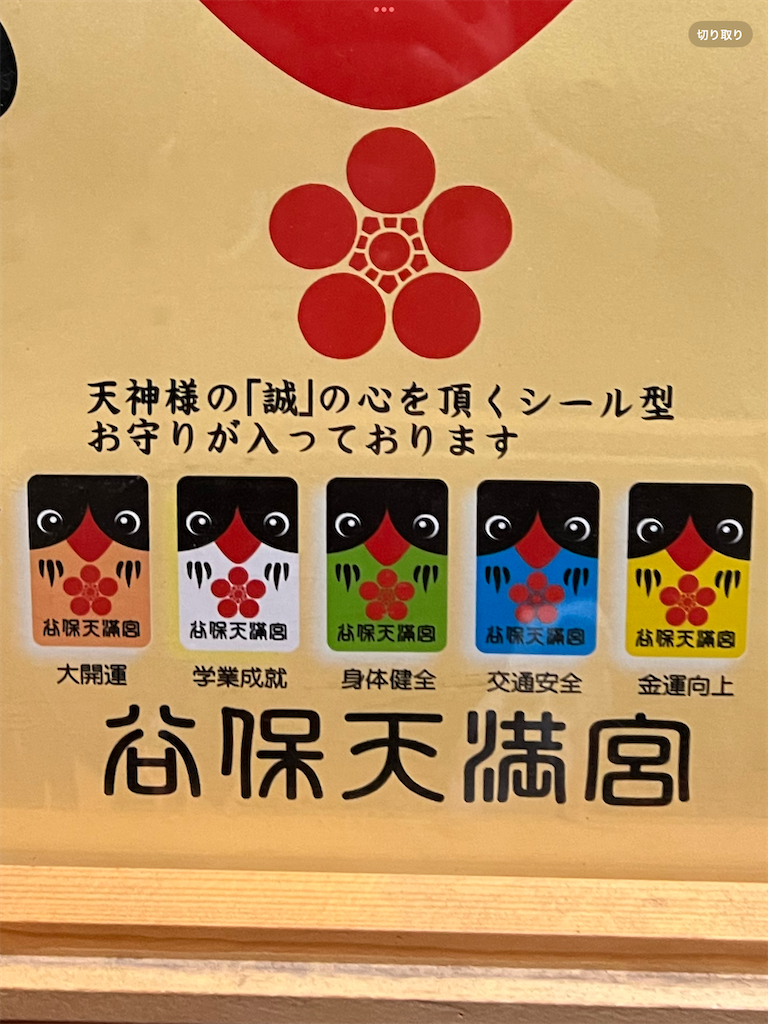 切り取り
天神様の「誠」の心を頂くシール型
お守りが入っております
谷保天満宮
谷保天満宮
谷保天満宮
谷保天満宮
谷保天満宮
大開運
学業成就
身体健全
交通安全
金運向上
谷保天満宮